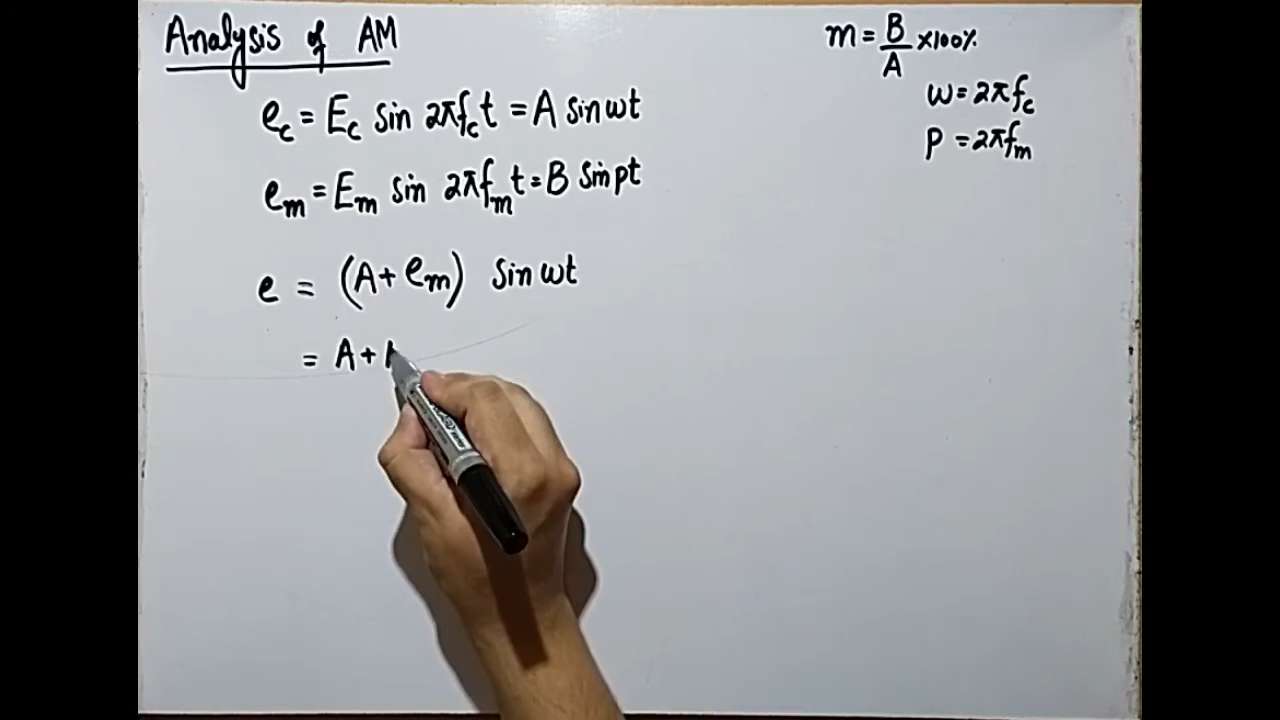 Analysis of AM
e_c = E_c sin 2πf_c t = A sin ωt
e_m = E_m sin 2πf_m t = B sin pt
e = (A + e_m) sin ωt
= A +
m = B/A ×100%
ω = 2πf_c
p = 2πf_m